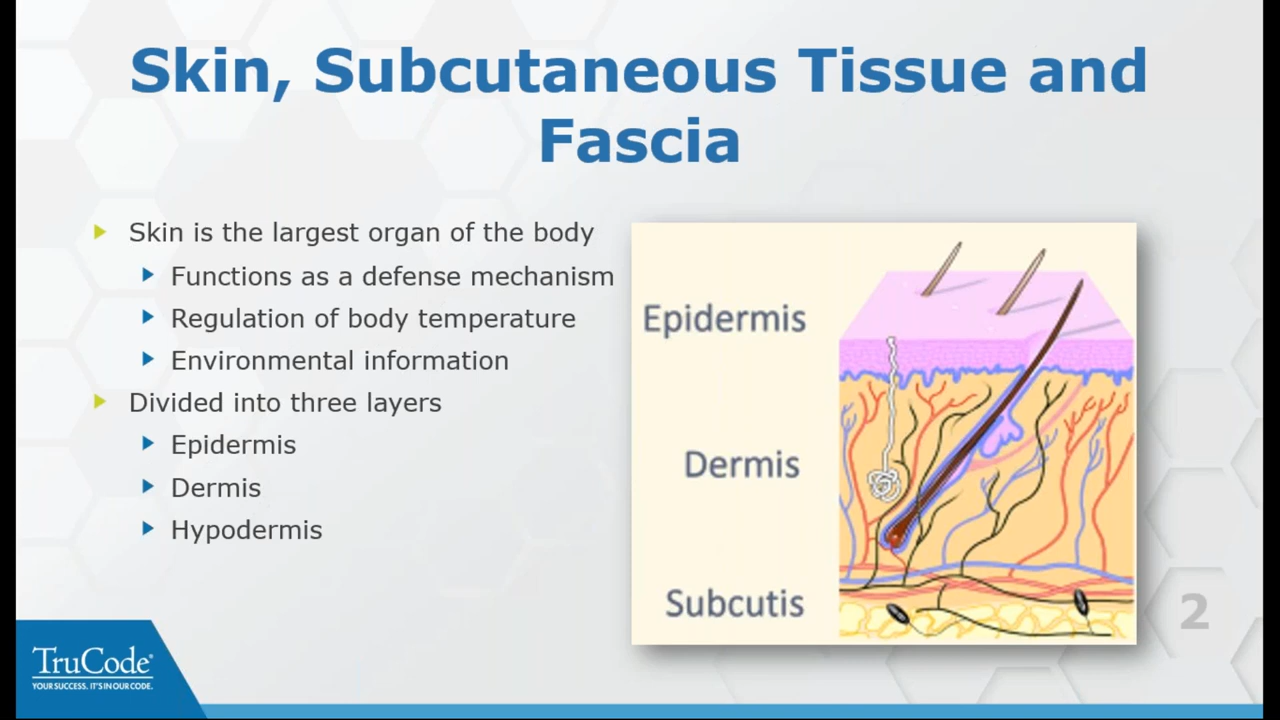 Skin, Subcutaneous Tissue and
Fascia
Skin is the largest organ of the body
Functions as a defense mechanism
Regulation of body temperature
Environmental information
Divided into three layers
Epidermis
Dermis
Hypodermis
Epidermis
Dermis
Subcutis
2
TruCode®
YOUR SUCCESS. IT'S IN OUR CODE.